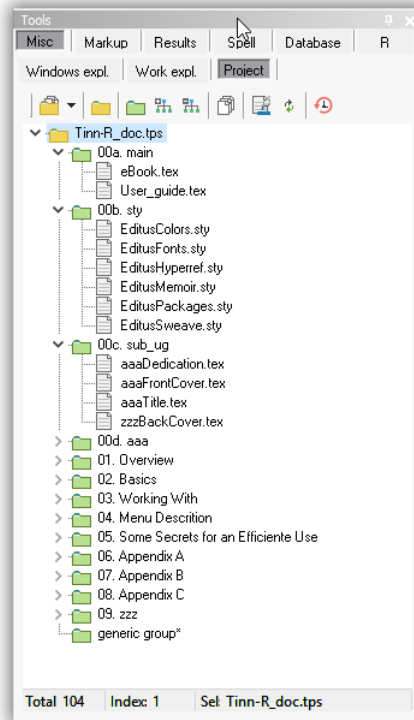 Tools
Misc Markup Results Spell Database R
Windows expl. Work expl. Project
Tinn-R_doc.tps
00a. main
eBook.tex
User_guide.tex
00b. sty
EditusColors.sty
EditusFonts.sty
EditusHyperref.sty
EditusMemoir.sty
EditusPackages.sty
EditusSweave.sty
00c. sub_ug
aaaDedication.tex
aaaFrontCover.tex
aaaTitle.tex
zzzBackCover.tex
00d. aaa
01. Overview
02. Basics
03. Working With
04. Menu Descrition
05. Some Secrets for an Efficiente Use
06. Appendix A
07. Appendix B
08. Appendix C
09. zzz
generic group*
Total 104 Index: 1 Sel: Tinn-R_doc.tps